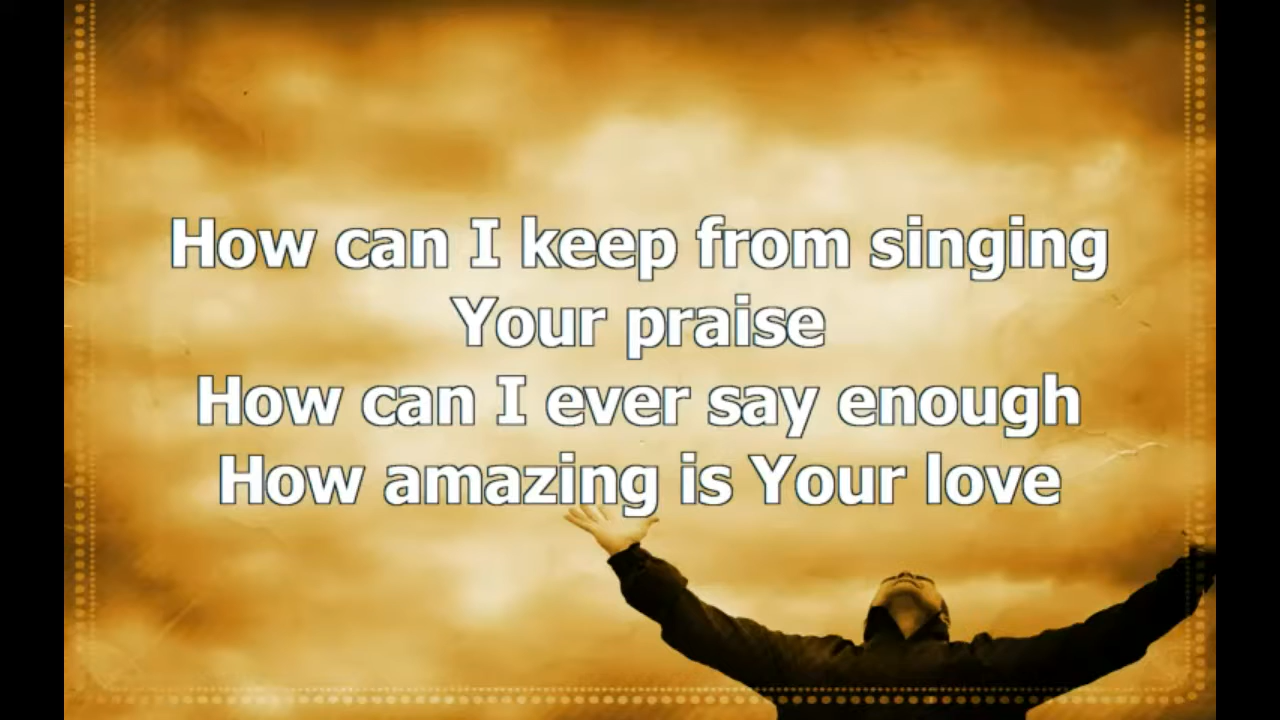 How can I keep from singing
Your praise
How can I ever say enough
How amazing is Your love